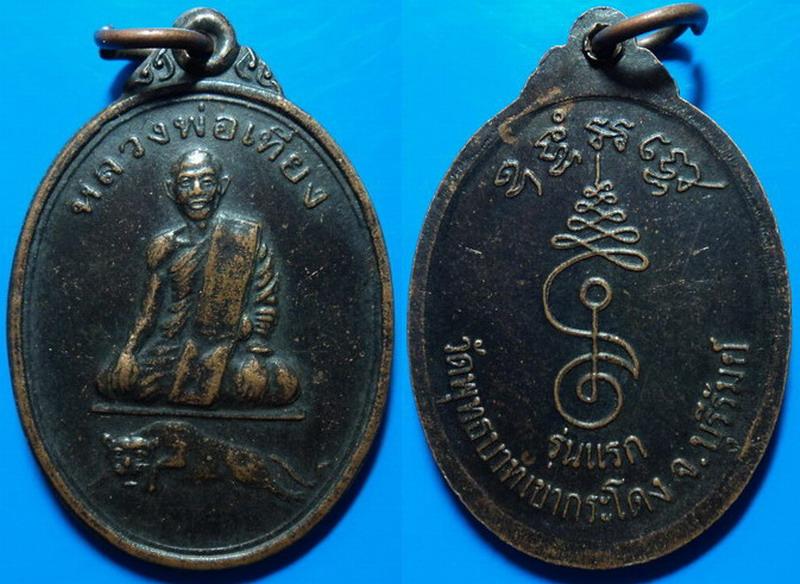 หลวงพ่อเที่ยง
รุ่นแรก
วัดพุทธบาทเขากระโดง จ. บุรีรัมย์